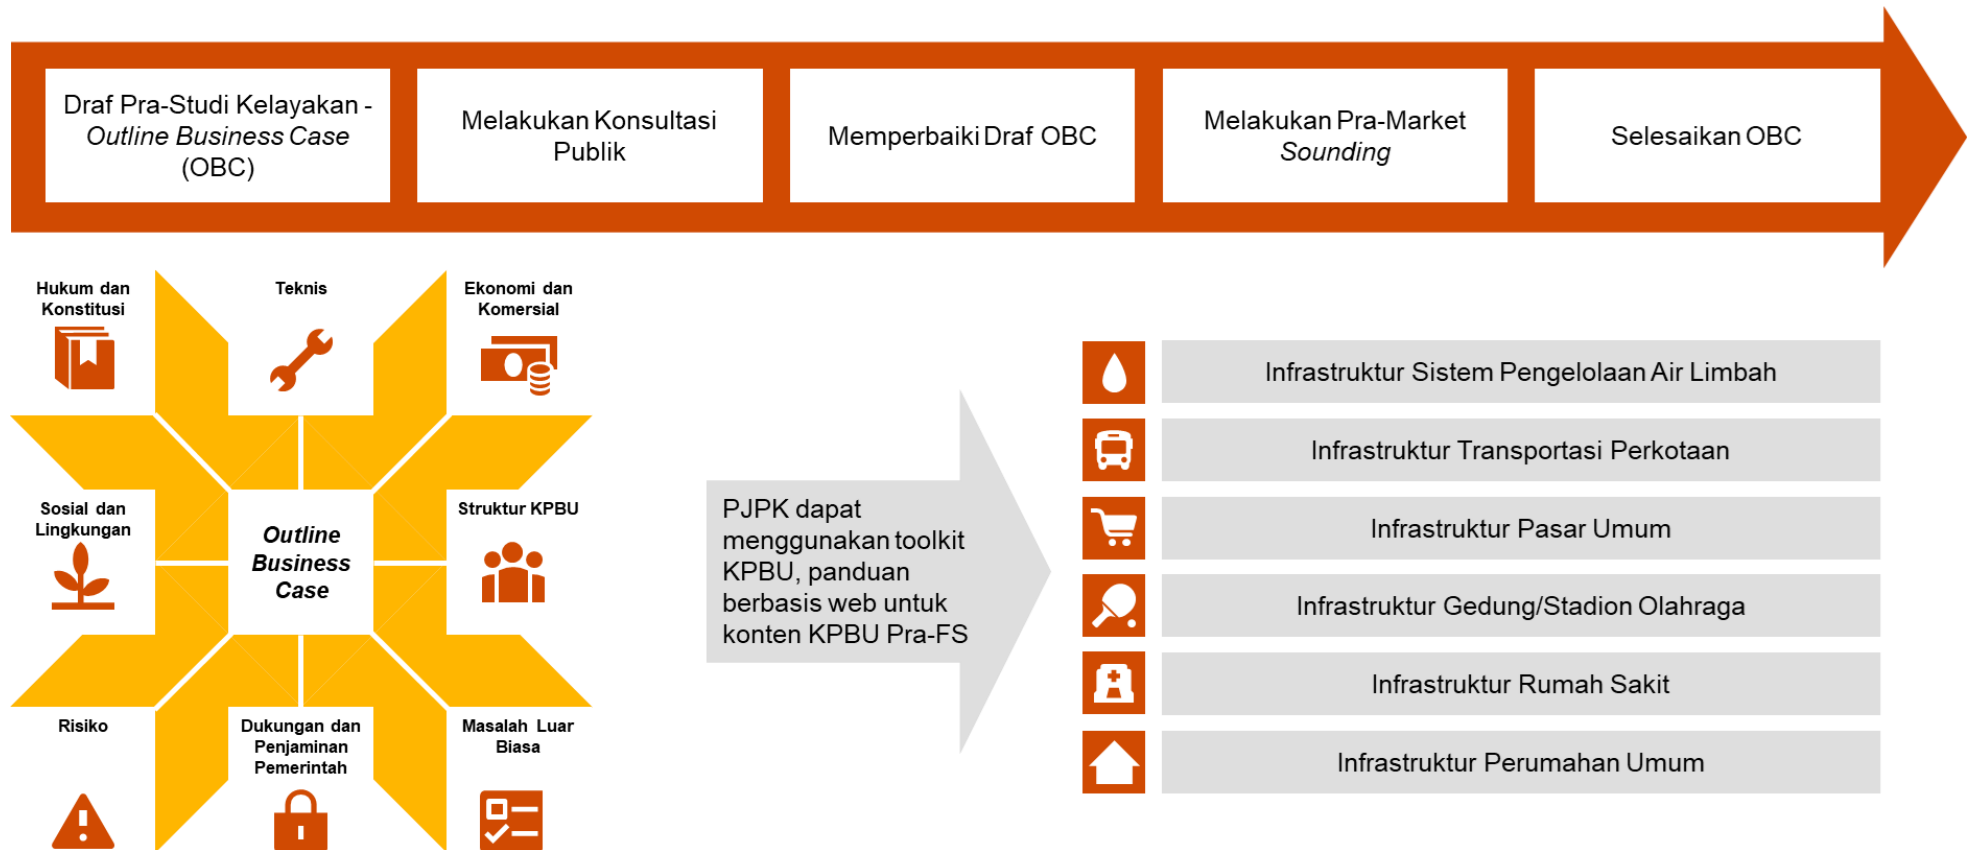 Draf Pra-Studi Kelayakan -
Outline Business Case
(OBC)
Melakukan Konsultasi
Publik
Memperbaiki Draf OBC
Melakukan Pra-Market
Sounding
Selesaikan OBC
Hukum dan
Konstitusi
Teknis
Ekonomi dan
Komersial
Sosial dan
Lingkungan
Outline
Business
Case
Struktur KPBU
Risiko
Dukungan dan
Penjaminan
Pemerintah
Masalah Luar
Biasa
PJPK dapat
menggunakan toolkit
KPBU, panduan
berbasis web untuk
konten KPBU Pra-FS
Infrastruktur Sistem Pengelolaan Air Limbah
Infrastruktur Transportasi Perkotaan
Infrastruktur Pasar Umum
Infrastruktur Gedung/Stadion Olahraga
Infrastruktur Rumah Sakit
Infrastruktur Perumahan Umum